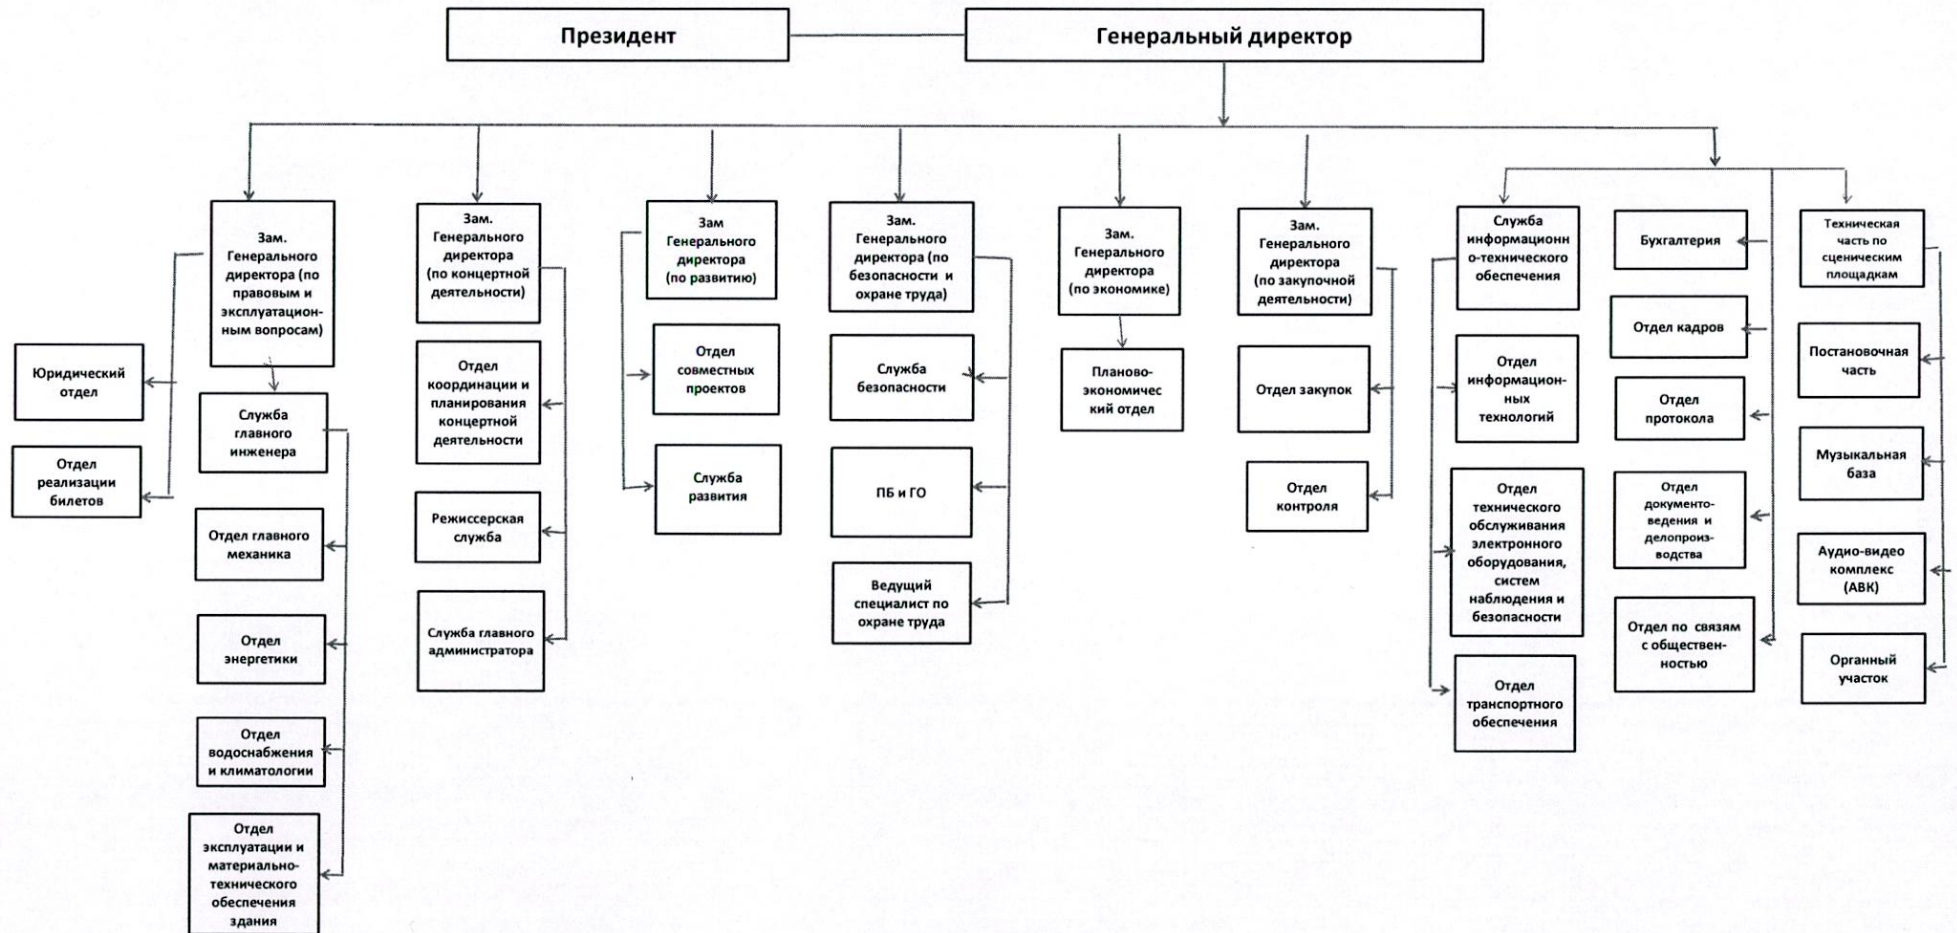 Президент
Генеральный директор
Зам.
Генерального
директора (по
правовым и
эксплуатацион-
ным вопросам)
Юридический
отдел
Отдел
реализации
билетов
Служба
главного
инженера
Отдел главного
механика
Отдел
энергетики
Отдел
водоснабжения
и климатологии
Отдел
эксплуатации и
материально-
технического
обеспечения
здания
Зам.
Генерального
директора
(по концертной
деятельности)
Отдел
координации и
планирования
концертной
деятельности
Режиссерская
служба
Служба главного
администратора
Зам
Генерального
директора
(по развитию)
Отдел
совместных
проектов
Служба
развития
Зам.
Генерального
директора (по
безопасности и
охране труда)
Служба
безопасности
ПБ и ГО
Ведущий
специалист по
охране труда
Зам.
Генерального
директора
(по экономике)
Планово-
экономичес
кий отдел
Зам.
Генерального
директора
(по закупочной
деятельности)
Отдел закупок
Отдел
контроля
Служба
информационн
о-технического
обеспечения
Отдел
информацион-
ных
технологий
Отдел
технического
обслуживания
электронного
оборудования,
систем
наблюдения и
безопасности
Отдел
транспортного
обеспечения
Бухгалтерия
Отдел кадров
Отдел
протокола
Отдел
документо-
ведения и
делопроиз-
водства
Отдел по связям
с обществен-
ностью
Техническая
часть по
сценическим
площадкам
Постановочная
часть
Музыкальная
база
Аудио-видео
комплекс
(АВК)
Органный
участок